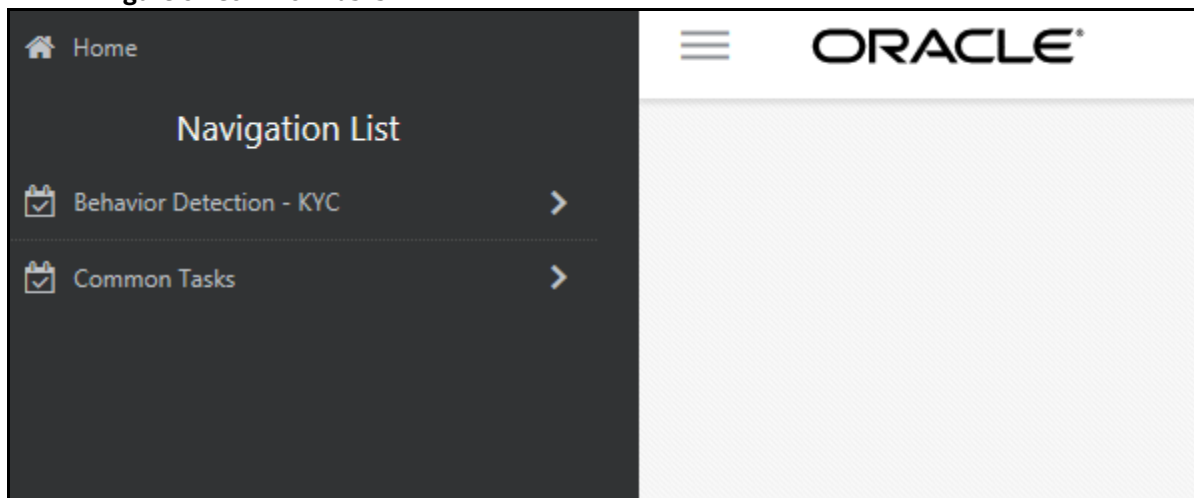 Home
ORACLE®
Navigation List
Behavior Detection - KYC
Common Tasks